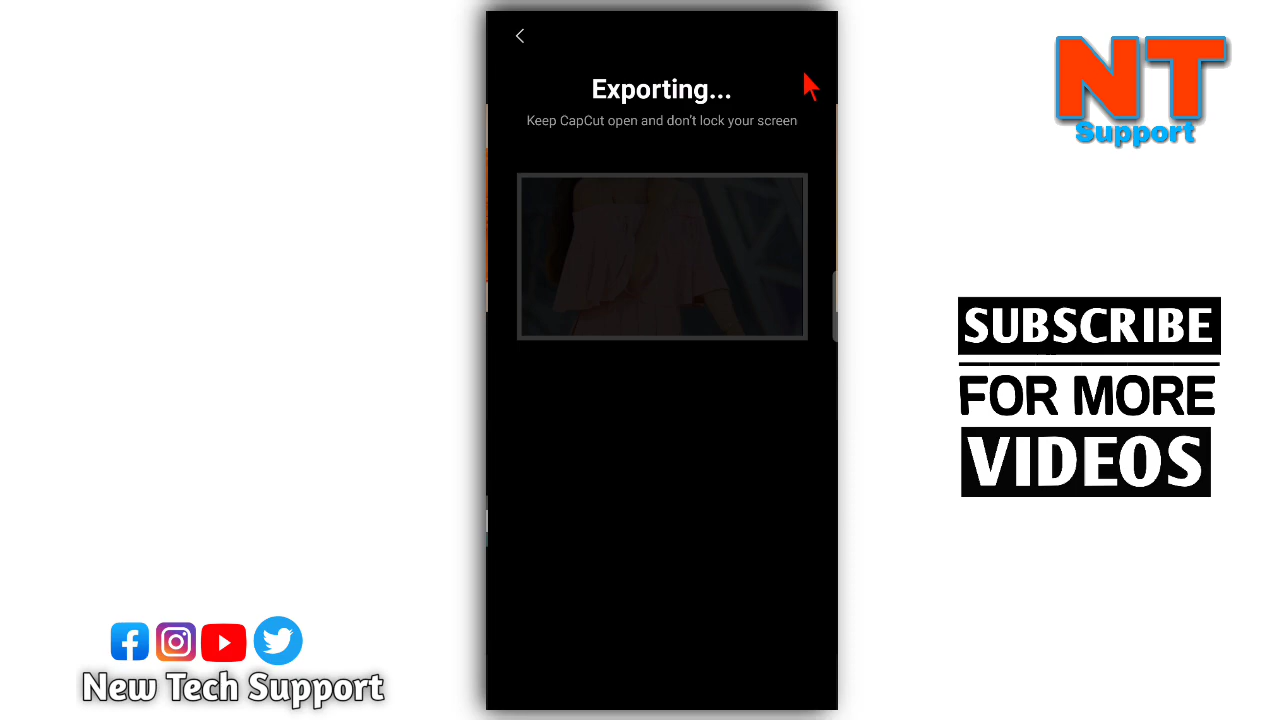 Exporting...
Keep CapCut open and don't lock your screen
NT
Support
SUBSCRIBE
FOR MORE
VIDEOS
New Tech Support